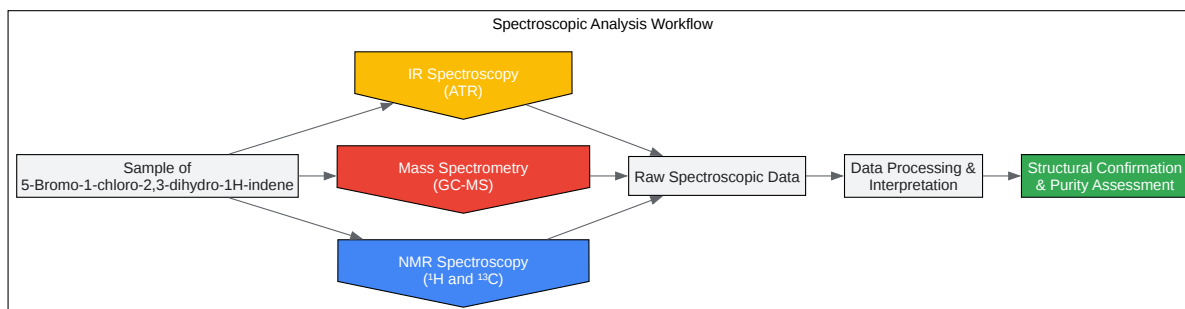 Spectroscopic Analysis Workflow
IR Spectroscopy
(ATR)
Sample of
5-Bromo-1-chloro-2,3-dihydro-1H-indene
Mass Spectrometry
(GC-MS)
Raw Spectroscopic Data
Data Processing &
Interpretation
Structural Confirmation
& Purity Assessment
NMR Spectroscopy
(¹H and ¹³C)